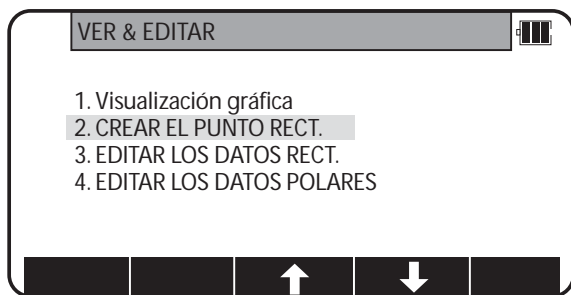 VER & EDITAR
1. Visualización gráfica
2. CREAR EL PUNTO RECT.
3. EDITAR LOS DATOS RECT.
4. EDITAR LOS DATOS POLARES